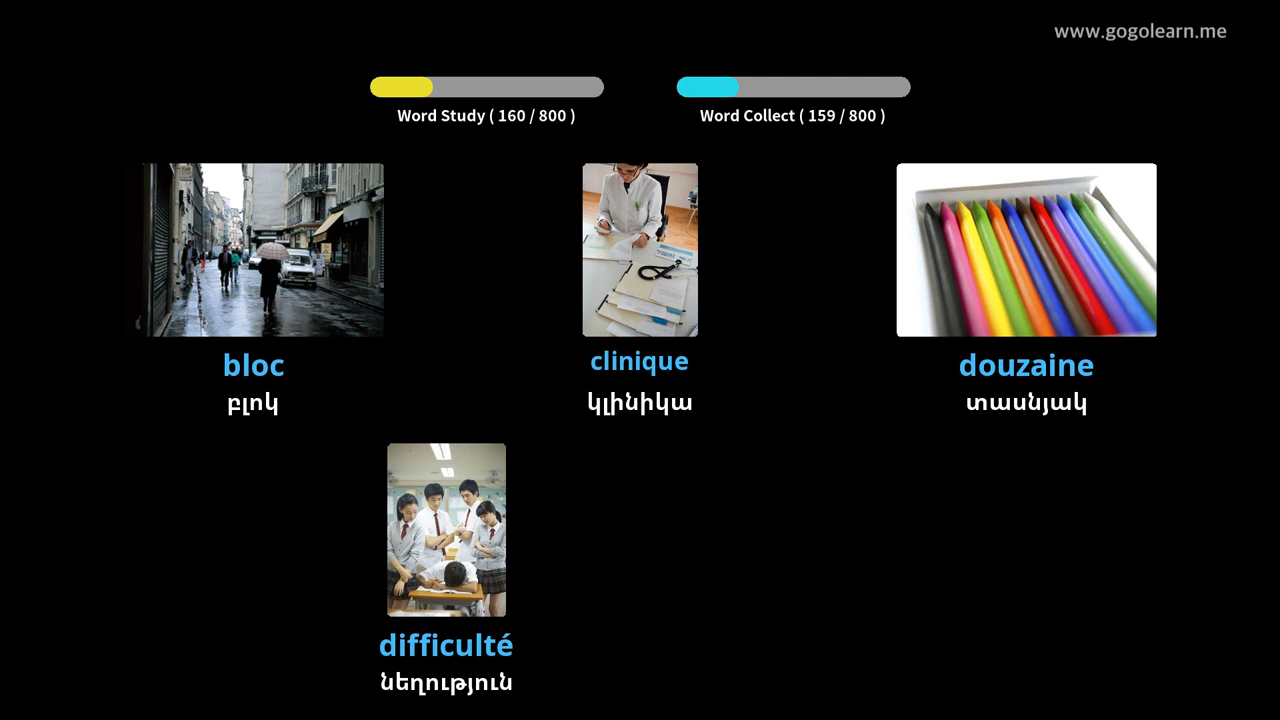 www.gogolearn.me
Word Study ( 160 / 800 )
Word Collect ( 159 / 800 )
bloc
բլոկ
clinique
կլինիկա
douzaine
տասնյակ
difficulté
նեղություն